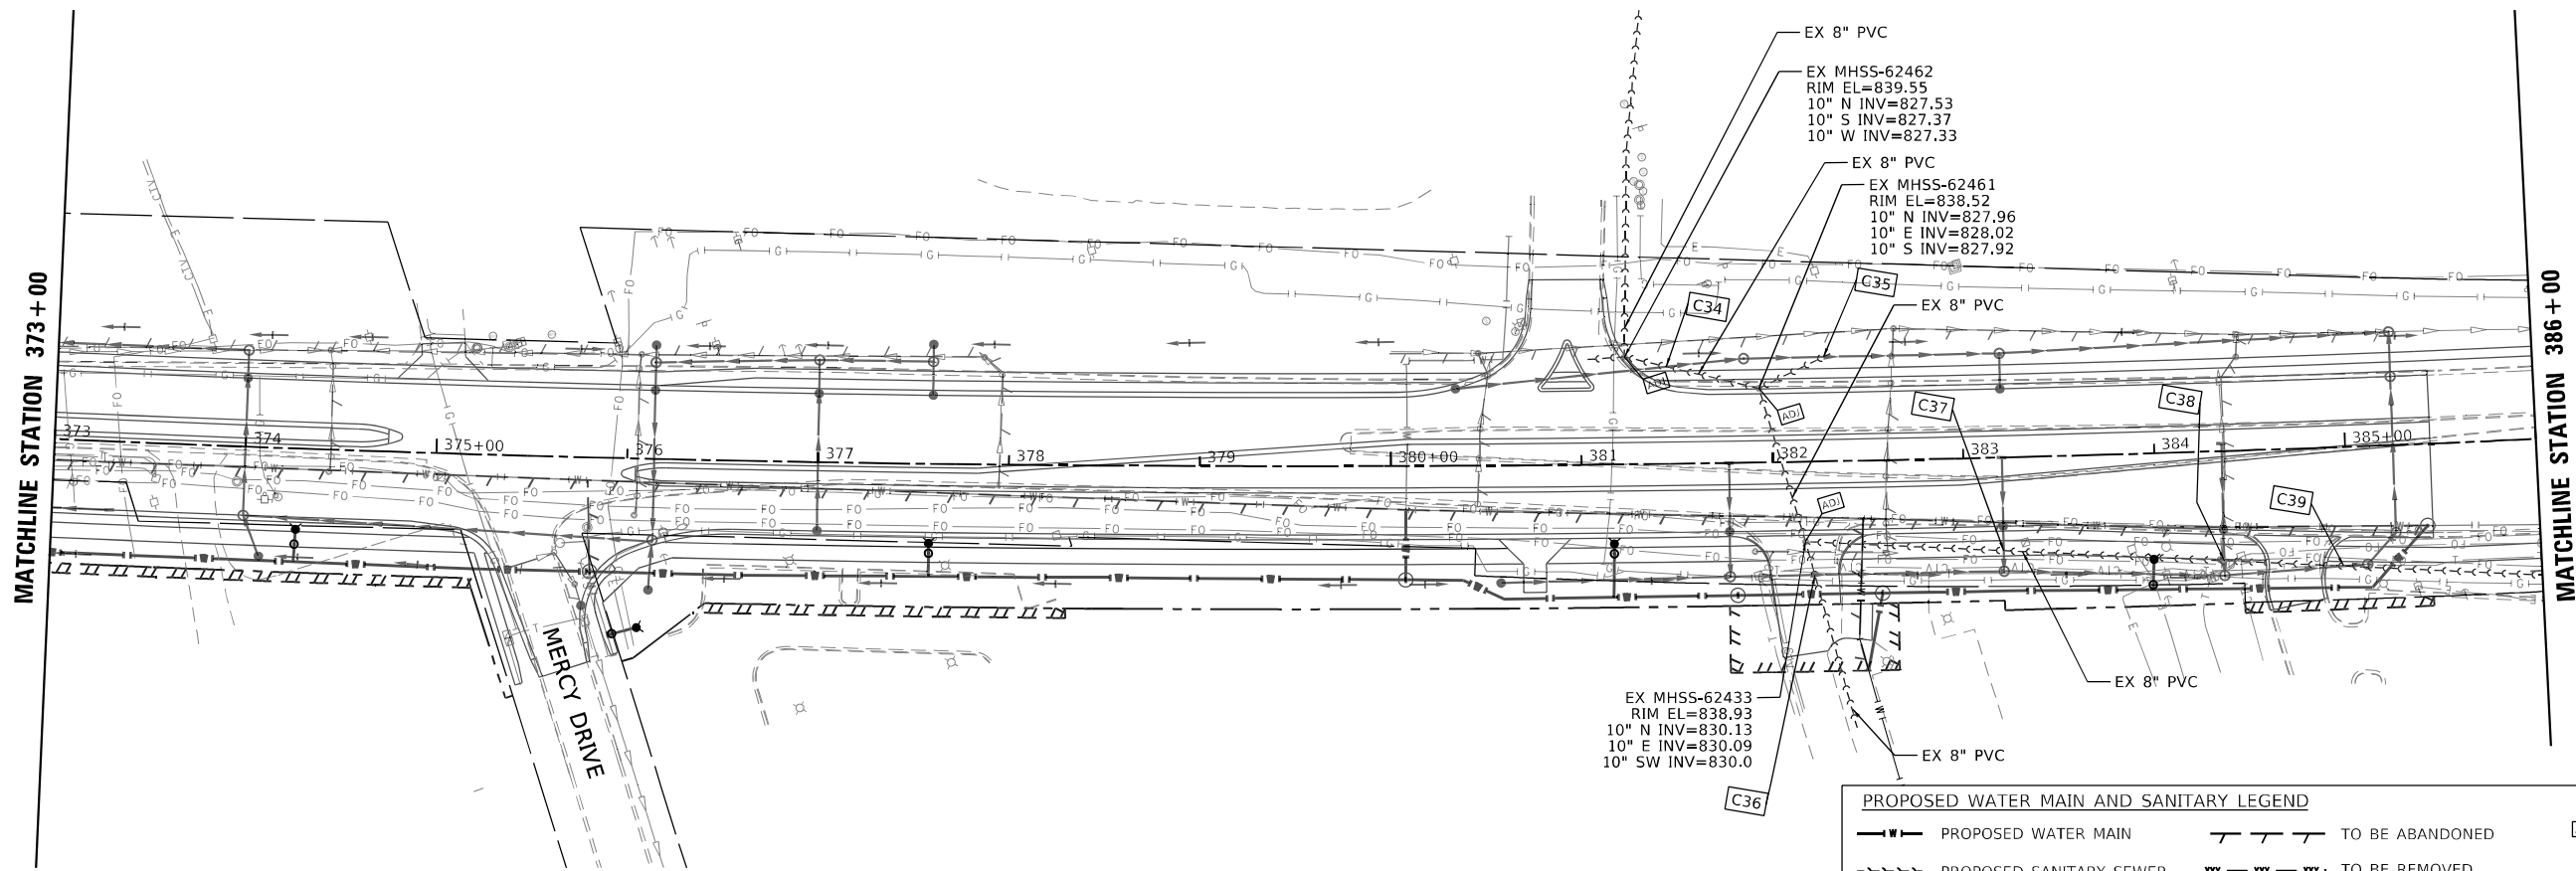 MATCHLINE STATION 373+00
MATCHLINE STATION 386+00
EX 8" PVC
EX MHSS-62462
RIM EL=839.55
10" N INV=827.53
10" S INV=827.37
10" W INV=827.33
EX 8" PVC
EX MHSS-62461
RIM EL=838.52
10" N INV=827.96
10" E INV=828.02
10" S INV=827.92
C35
C34
EX 8" PVC
ADJ
ADJ
C37
C38
373
374
375+00
376
377
378
379
380+00
381
382
383
384
385+00
ADJ
C39
MERCY DRIVE
EX 8" PVC
EX MHSS-62433
RIM EL=838.93
10" N INV=830.13
10" E INV=830.09
10" SW INV=830.0
EX 8" PVC
C36
PROPOSED WATER MAIN AND SANITARY LEGEND
W PROPOSED WATER MAIN
TO BE ABANDONED
PROPOSED SANITARY SEWER
TO BE REMOVED